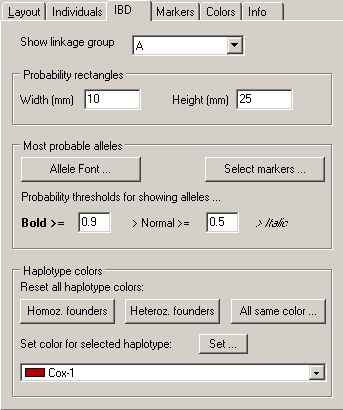 Layout Individuals IBD Markers Colors Info
Show linkage group A
Probability rectangles
Width (mm) 10 Height (mm) 25
Most probable alleles
Allele Font ... Select markers ...
Probability thresholds for showing alleles ...
Bold >= 0.9 > Normal >= 0.5 > Italic
Haplotype colors
Reset all haplotype colors:
Homoz. founders Heteroz. founders All same color ...
Set color for selected haplotype: Set ...
Cox-1